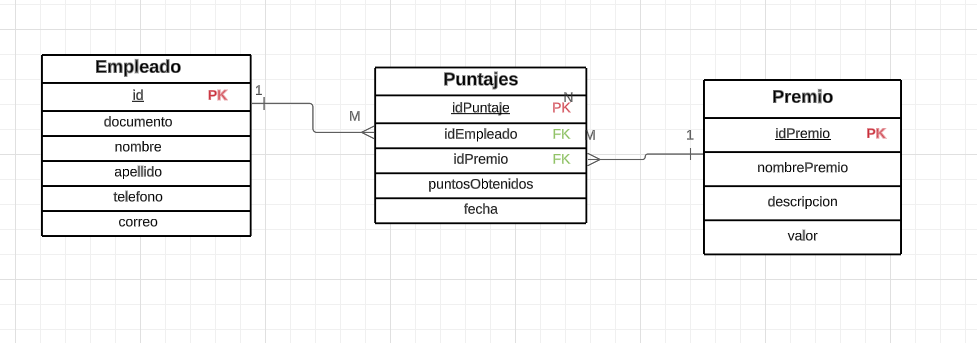 Empleado
id PK
documento
nombre
apellido
telefono
correo
1
M
Puntajes
N
idPuntaje PK
idEmpleado FK
idPremio FK
puntosObtenidos
fecha
M
1
Premio
idPremio PK
nombrePremio
descripcion
valor